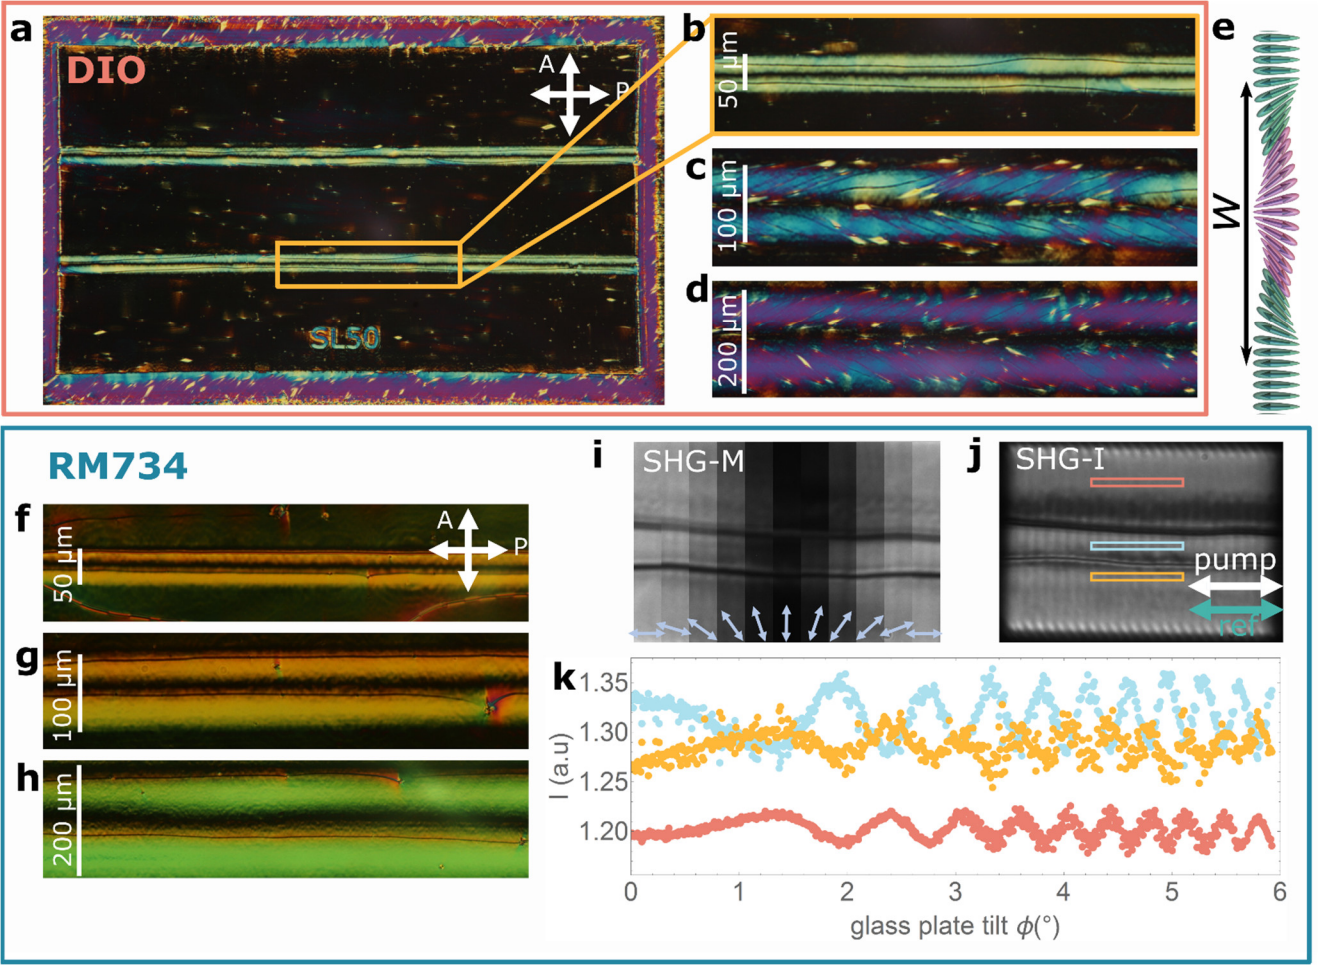 a
DIO
A
P
SL50
b
50 µm
c
100 µm
d
200 µm
e
W
RM734
f
A
P
50 µm
g
100 µm
h
200 µm
i
SHG-M
j
SHG-I
pump
ref
k
1.35
1.30
1.25
1.20
I (a.u)
0 1 2 3 4 5 6
glass plate tilt ϕ(°)